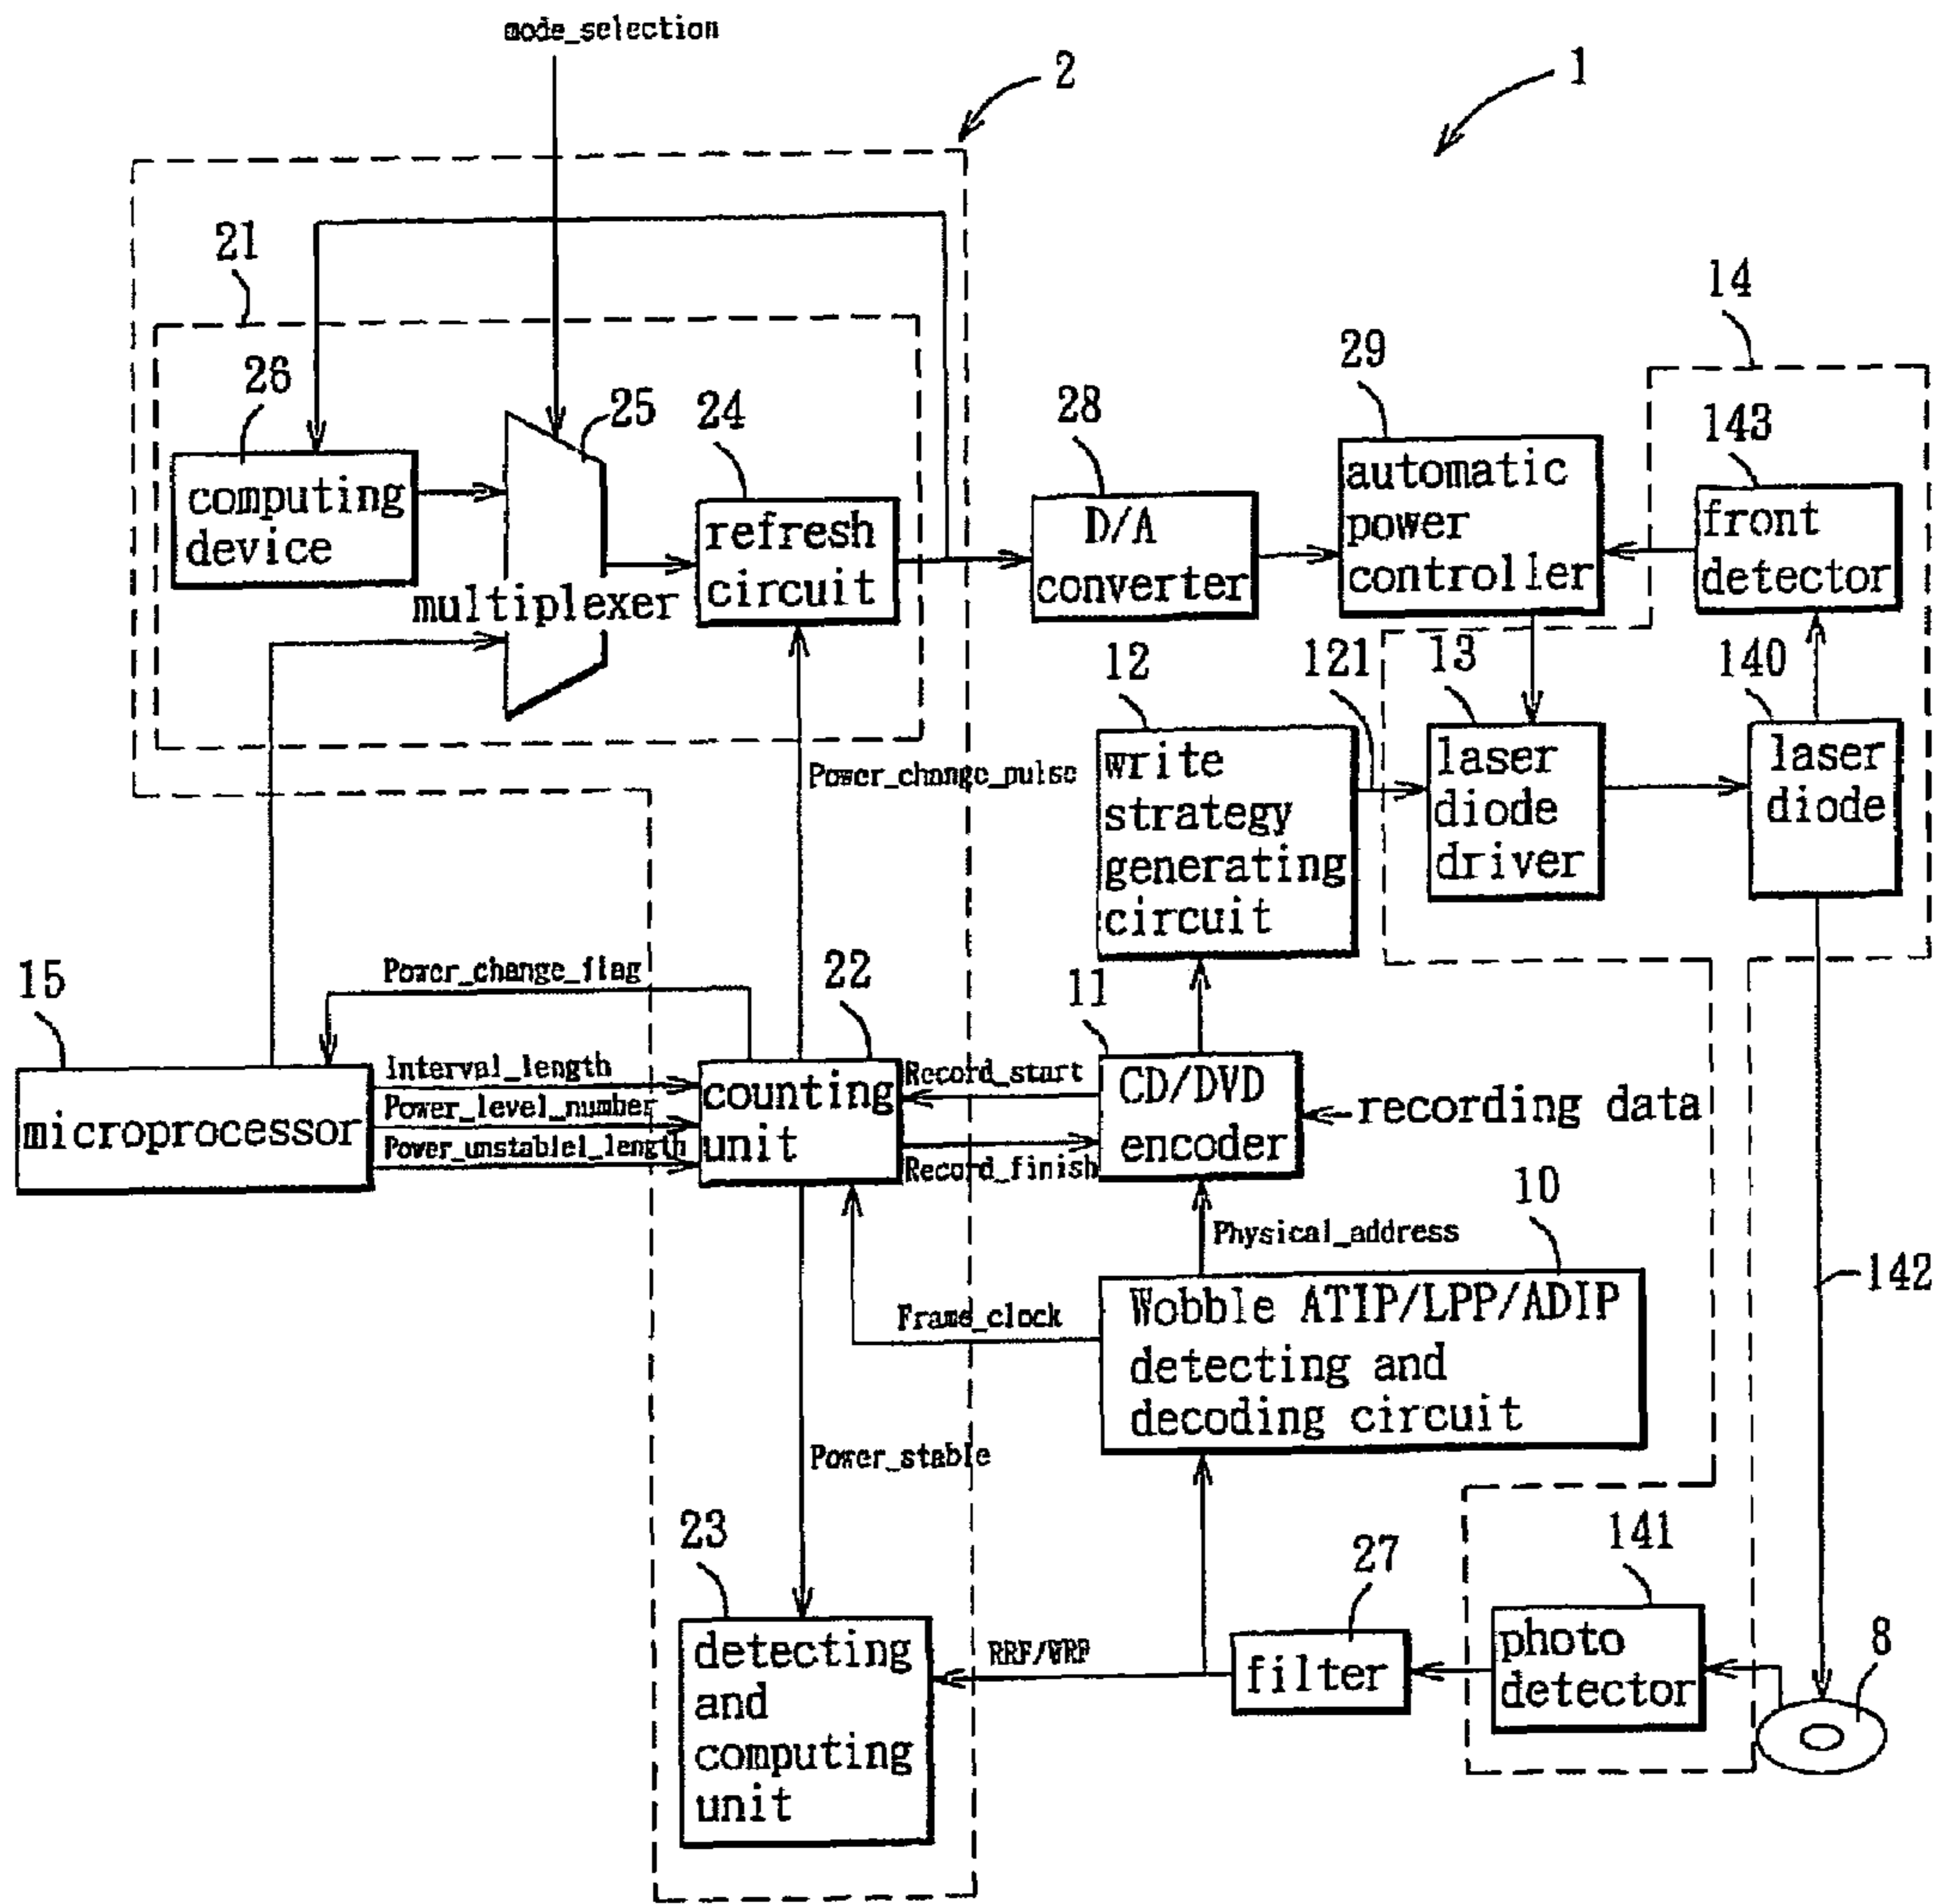 mode_selection
2
1
21
14
26
25
24
28
29
143
computing
device
multiplexer
refresh
circuit
D/A
converter
automatic
power
controller
front
detector
12
121
13
140
Power_change_pulse
write
strategy
generating
circuit
laser
diode
driver
laser
diode
15
Power_change_flag
22
11
microprocessor
Interval_length
Power_level_number
Power_unstablel_length
counting
unit
Record_start
Record_finish
CD/DVD
encoder
recording data
10
Physical_address
142
Frame_clock
Wobble ATIP/LPP/ADIP
detecting and
decoding circuit
Power_stable
23
27
141
8
detecting
and
computing
unit
RRF/WRF
filter
photo
detector